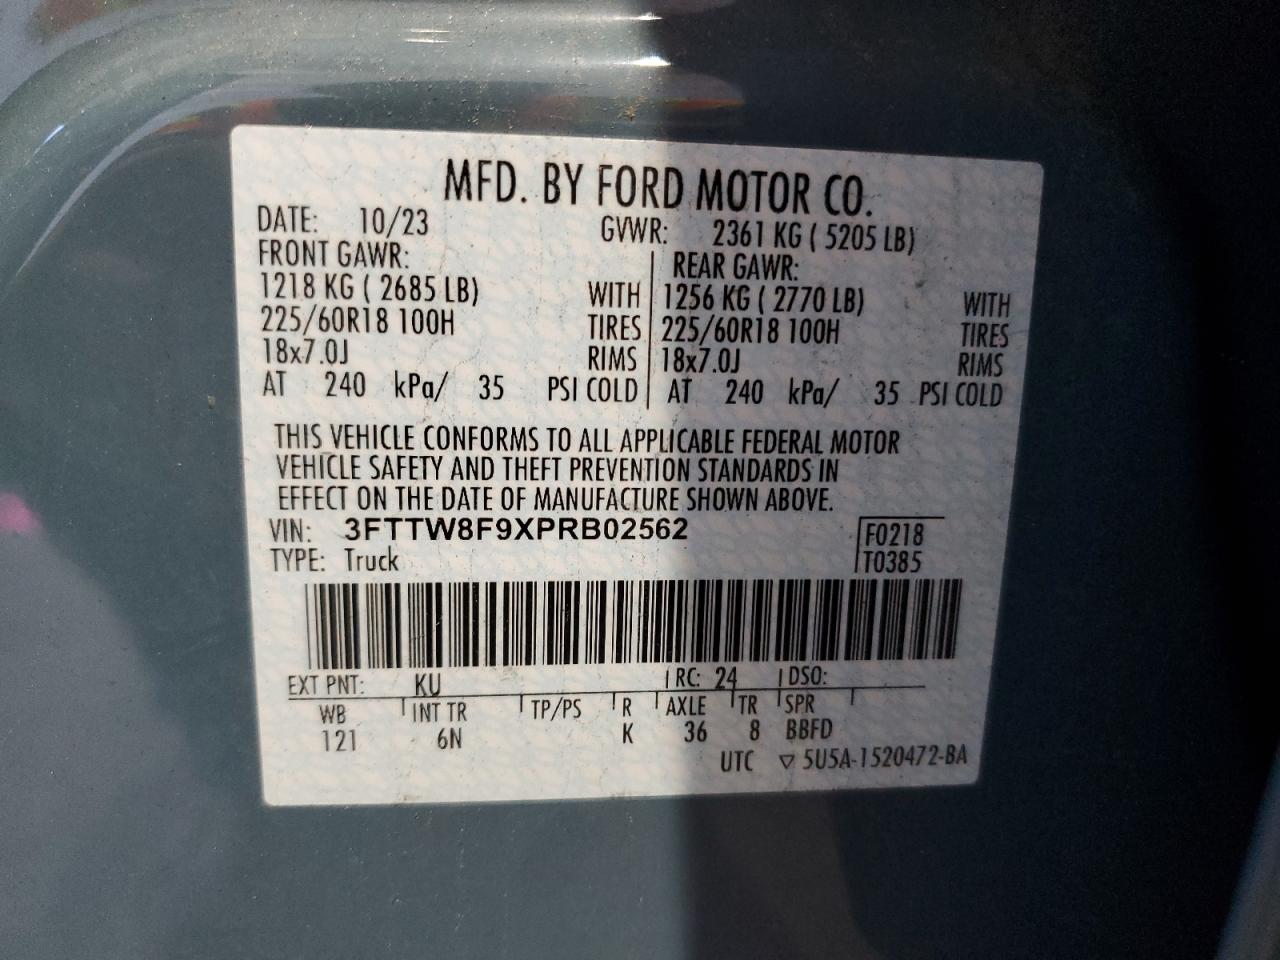 MFD. BY FORD MOTOR CO.
DATE: 10/23 GVWR: 2361 KG ( 5205 LB)
FRONT GAWR: REAR GAWR:
1218 KG ( 2685 LB) WITH 1256 KG ( 2770 LB) WITH
225/60R18 100H TIRES 225/60R18 100H TIRES
18x7.0J RIMS 18x7.0J RIMS
AT 240 kPa/ 35 PSI COLD AT 240 kPa/ 35 PSI COLD
THIS VEHICLE CONFORMS TO ALL APPLICABLE FEDERAL MOTOR
VEHICLE SAFETY AND THEFT PREVENTION STANDARDS IN
EFFECT ON THE DATE OF MANUFACTURE SHOWN ABOVE.
VIN: 3FTTW8F9XPRB02562 F0218
TYPE: Truck T0385
EXT PNT: KU RC: 24 DSO:
WB INT TR TP/PS R AXLE TR SPR
121 6N K 36 8 BBFD
UTC ▽ 5U5A-1520472-BA